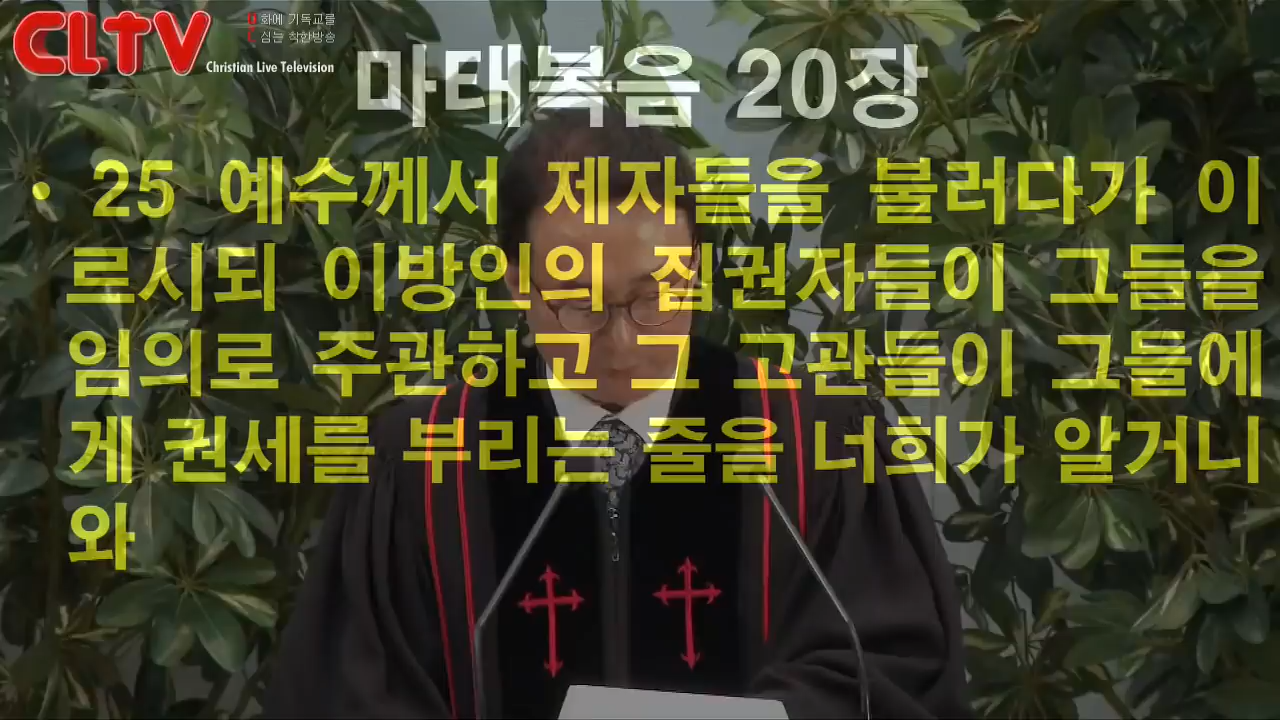 CLTV
문화에 기독교를
심는 착한방송
Christian Live Television
마태복음 20장
• 25 예수께서 제자들을 불러다가 이
르시되 이방인의 집권자들이 그들을
임의로 주관하고 그 고관들이 그들에
게 권세를 부리는 줄을 너희가 알거니
와